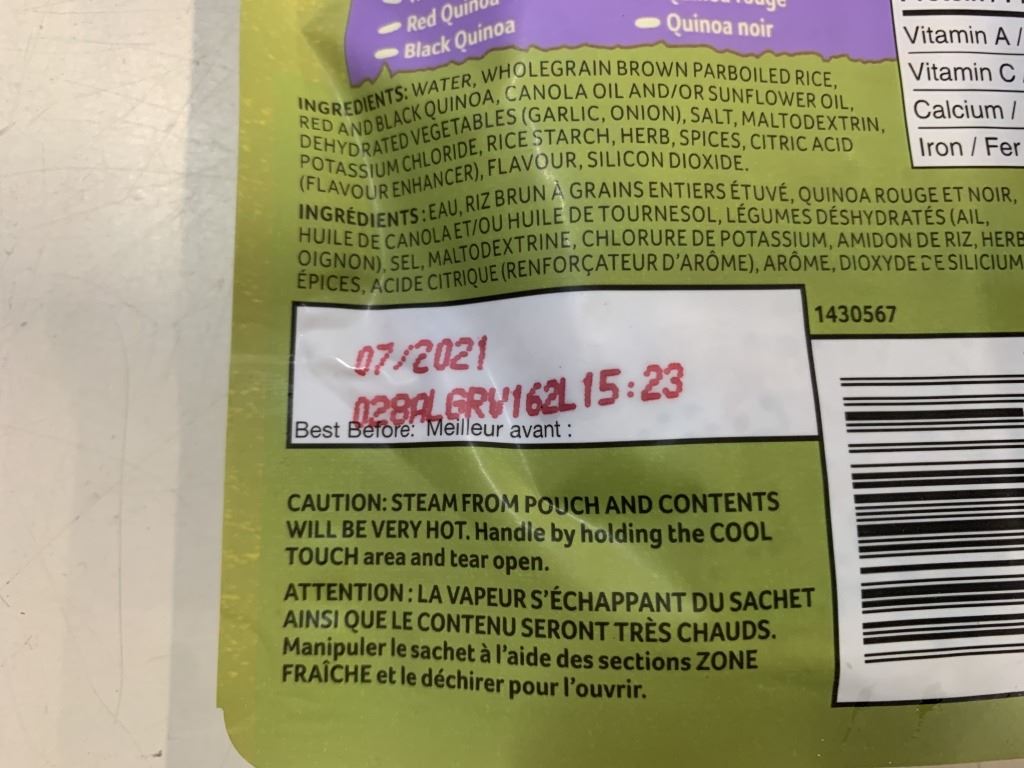 Red Quinoa
Black Quinoa
Quinoa noir
INGREDIENTS: WATER, WHOLEGRAIN BROWN PARBOILED RICE,
RED AND BLACK QUINOA, CANOLA OIL AND/OR SUNFLOWER OIL,
DEHYDRATED VEGETABLES (GARLIC, ONION), SALT, MALTODEXTRIN,
POTASSIUM CHLORIDE, RICE STARCH, HERB, SPICES, CITRIC ACID
(FLAVOUR ENHANCER), FLAVOUR, SILICON DIOXIDE.
INGRÉDIENTS : EAU, RIZ BRUN À GRAINS ENTIERS ÉTUVÉ, QUINOA ROUGE ET NOIR,
HUILE DE CANOLA ET/OU HUILE DE TOURNESOL, LÉGUMES DÉSHYDRATÉS (AIL,
OIGNON), SEL, MALTODEXTRINE, CHLORURE DE POTASSIUM, AMIDON DE RIZ, HERB
ÉPICES, ACIDE CITRIQUE (RENFORÇATEUR D'ARÔME), ARÔME, DIOXYDE DE SILICIUM
Vitamin A /
Vitamin C
Calcium /
Iron / Fer
1430567
07/2021
028ALGRV162L 15:23
Best Before: Meilleur avant :
CAUTION: STEAM FROM POUCH AND CONTENTS
WILL BE VERY HOT. Handle by holding the COOL
TOUCH area and tear open.
ATTENTION : LA VAPEUR S'ÉCHAPPANT DU SACHET
AINSI QUE LE CONTENU SERONT TRÈS CHAUDS.
Manipuler le sachet à l'aide des sections ZONE
FRAÎCHE et le déchirer pour l'ouvrir.